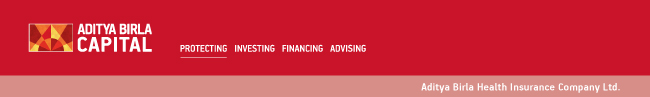 ADITYA BIRLA
CAPITAL
PROTECTING INVESTING FINANCING ADVISING
Aditya Birla Health Insurance Company Ltd.